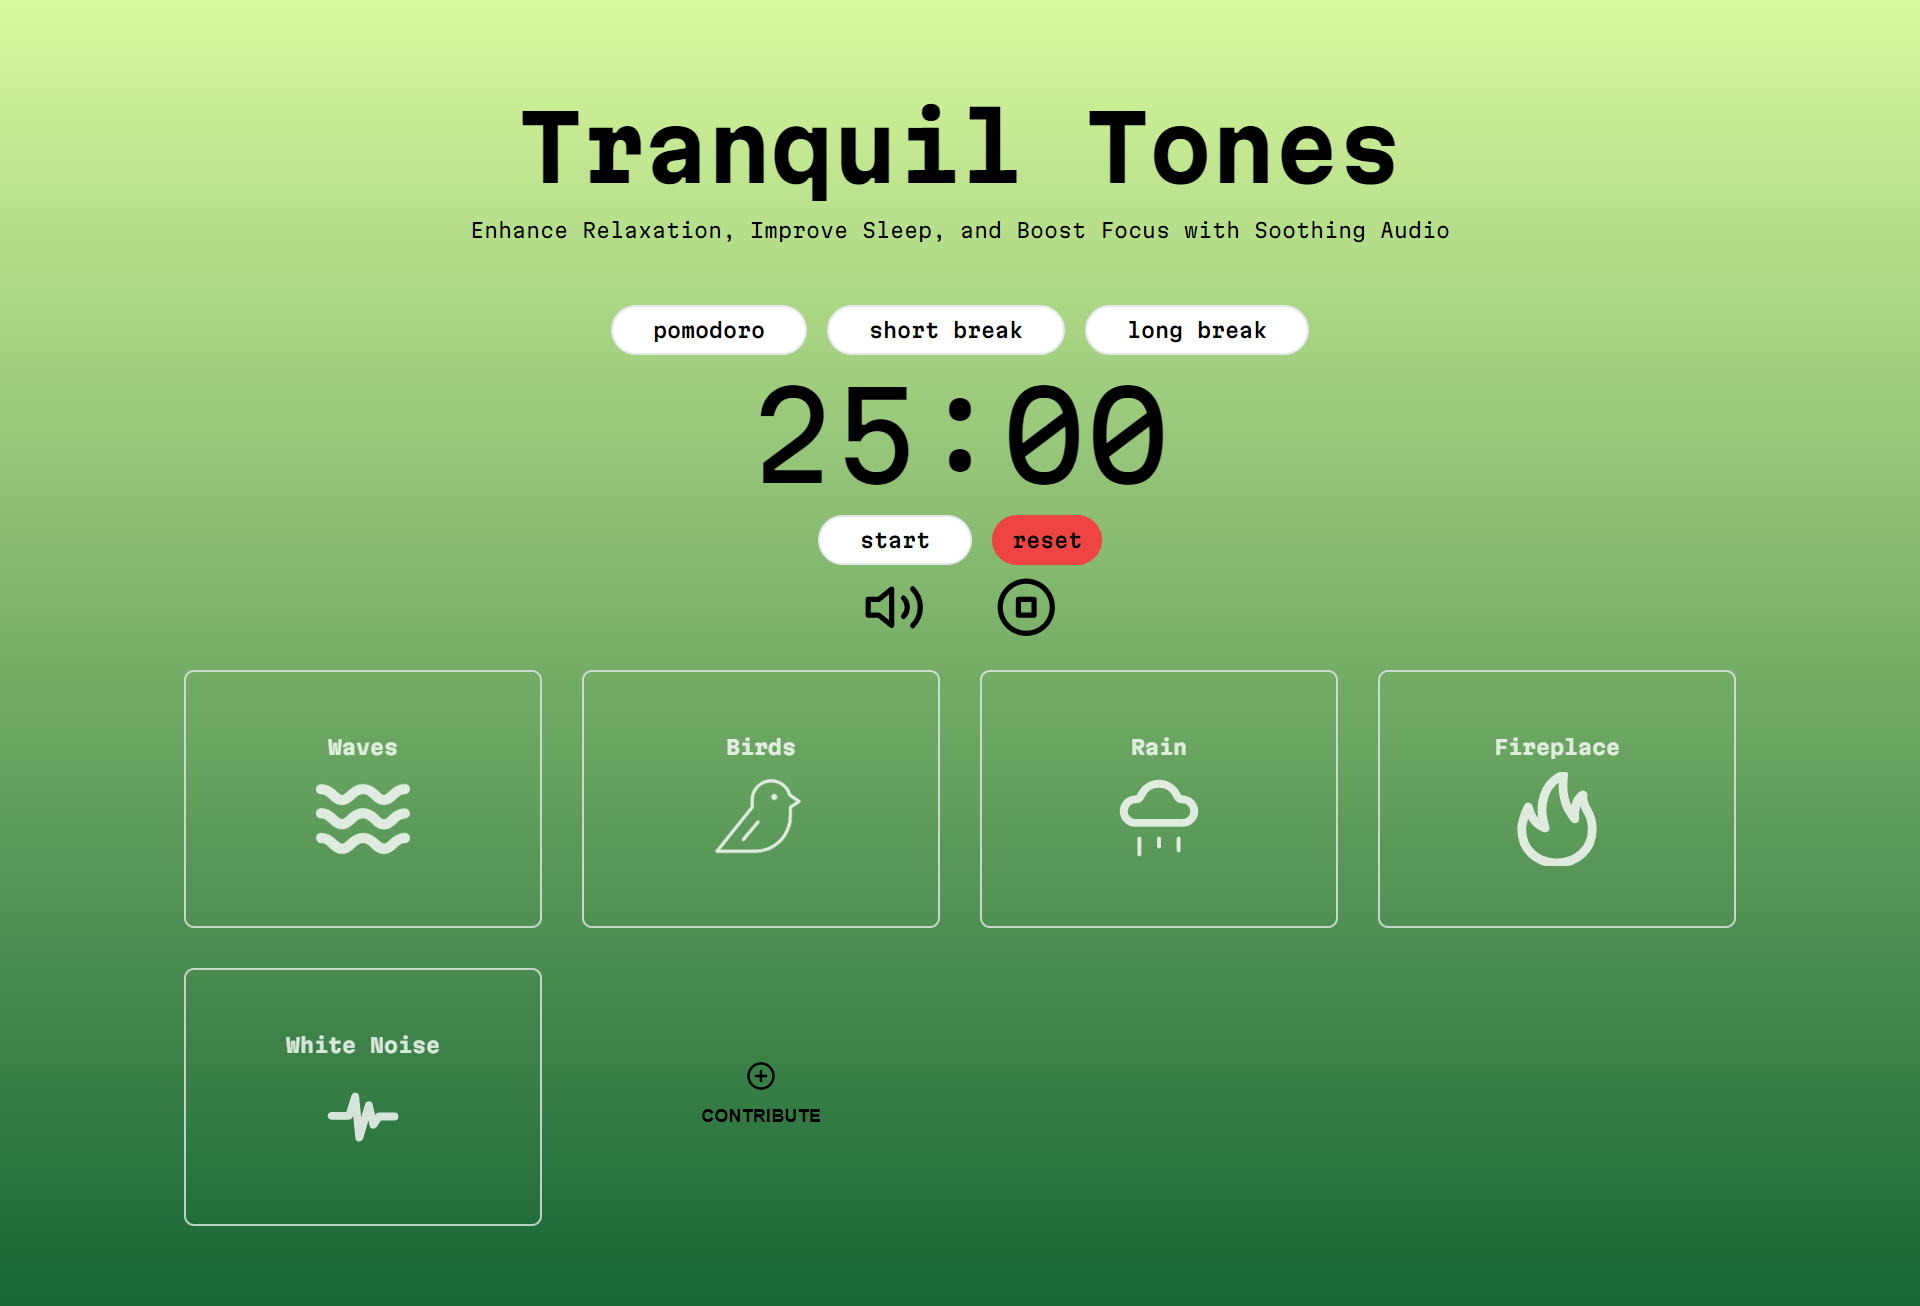 Tranquil Tones
Enhance Relaxation, Improve Sleep, and Boost Focus with Soothing Audio
pomodoro short break long break
25:00
start reset
Waves Birds Rain Fireplace
White Noise
CONTRIBUTE